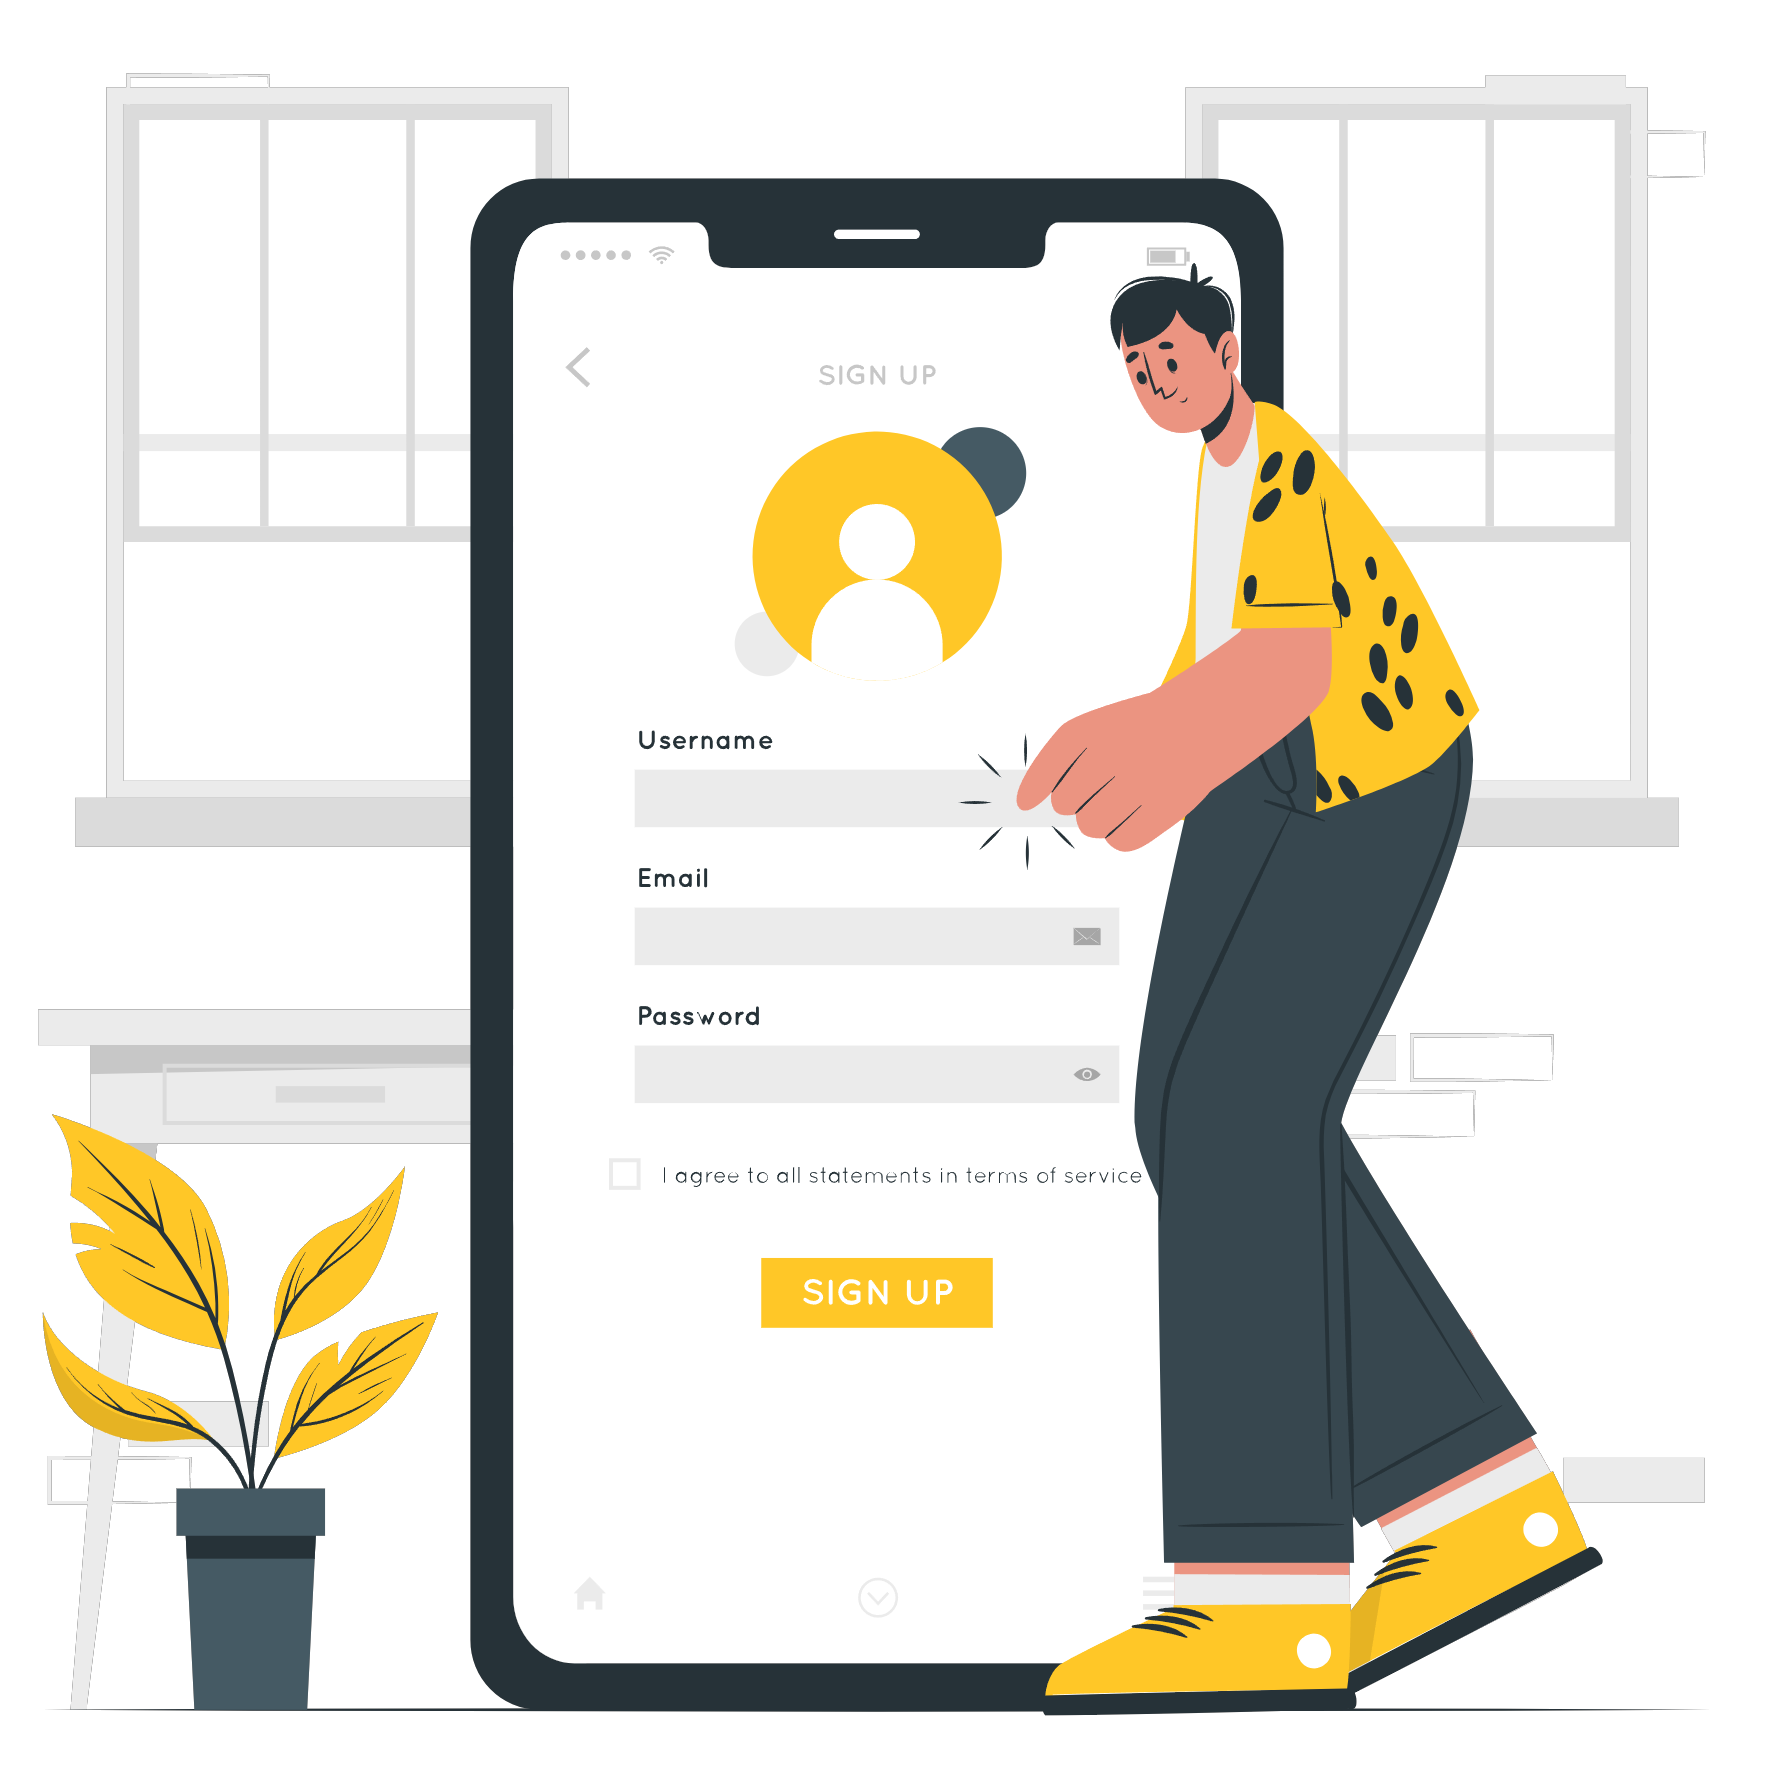 SIGN UP
Username
Email
Password
I agree to all statements in terms of service
SIGN UP